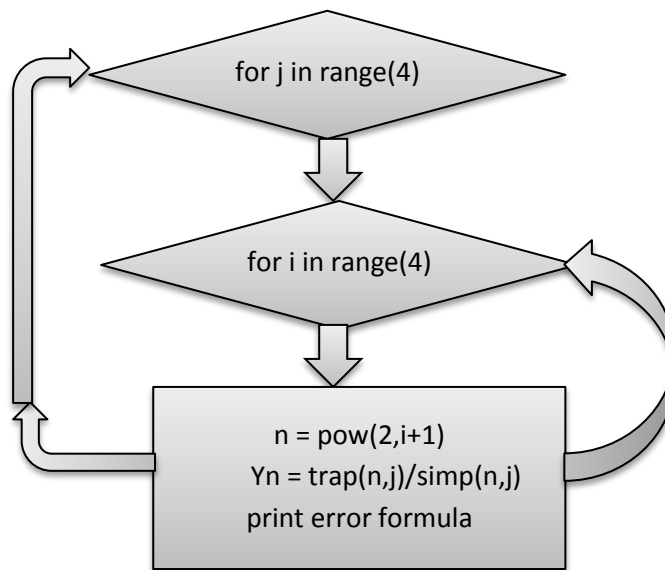 for j in range(4)
for i in range(4)
n = pow(2,i+1)
Yn = trap(n,j)/simp(n,j)
print error formula